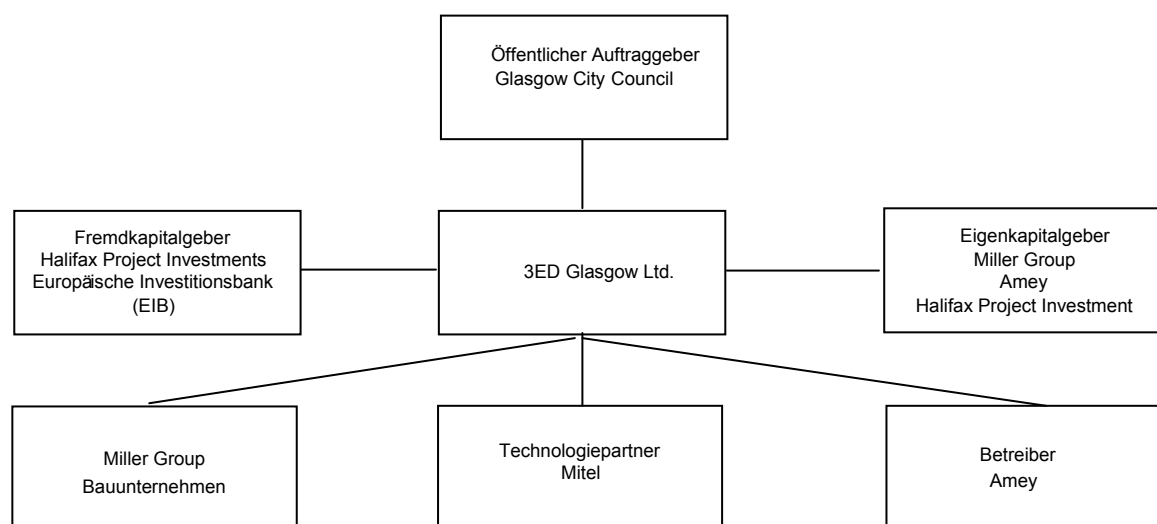 Öffentlicher Auftraggeber
Glasgow City Council
Fremdkapitalgeber
Halifax Project Investments
Europäische Investitionsbank
(EIB)
3ED Glasgow Ltd.
Eigenkapitalgeber
Miller Group
Amey
Halifax Project Investment
Miller Group
Bauunternehmen
Technologiepartner
Mitel
Betreiber
Amey